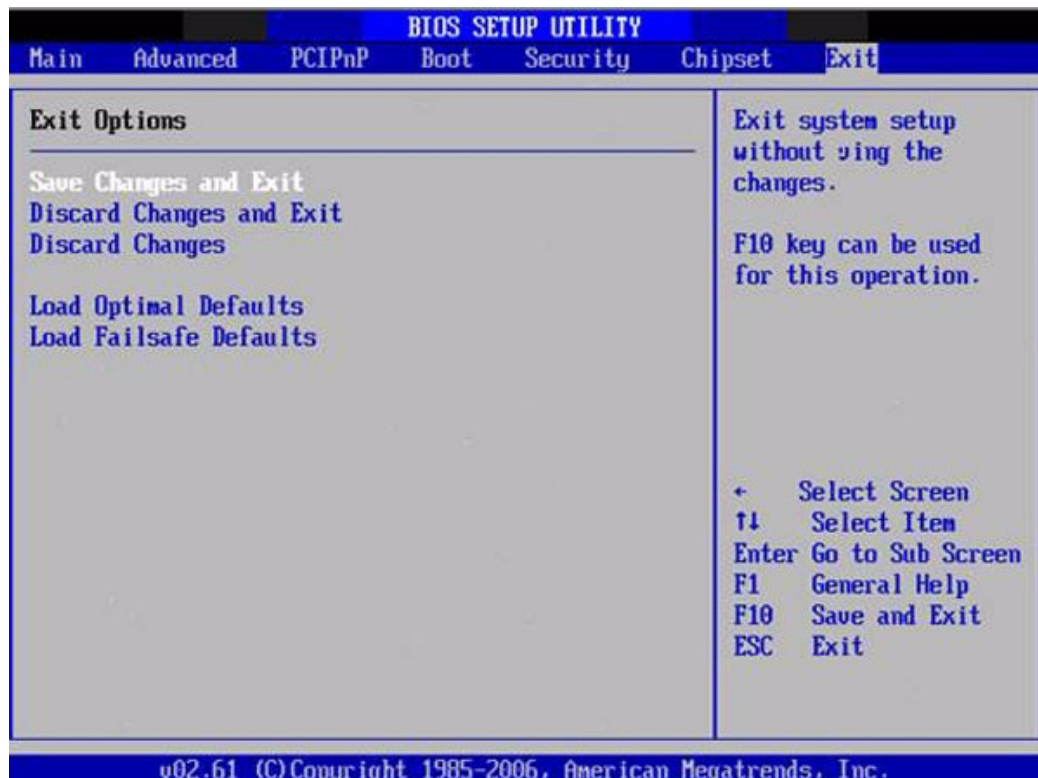 BIOS SETUP UTILITY
Main Advanced PCIPnP Boot Security Chipset Exit
Exit Options
Save Changes and Exit
Discard Changes and Exit
Discard Changes
Load Optimal Defaults
Load Failsafe Defaults
Exit system setup
without ving the
changes.
F10 key can be used
for this operation.
← Select Screen
↑↓ Select Item
Enter Go to Sub Screen
F1 General Help
F10 Save and Exit
ESC Exit
v02.61 (C)Copyright 1985-2006, American Megatrends, Inc.